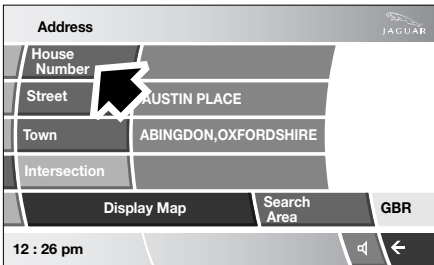 Address
JAGUAR
House
Number
Street
AUSTIN PLACE
Town
ABINGDON,OXFORDSHIRE
Intersection
Display Map
Search
Area
GBR
12 : 26 pm